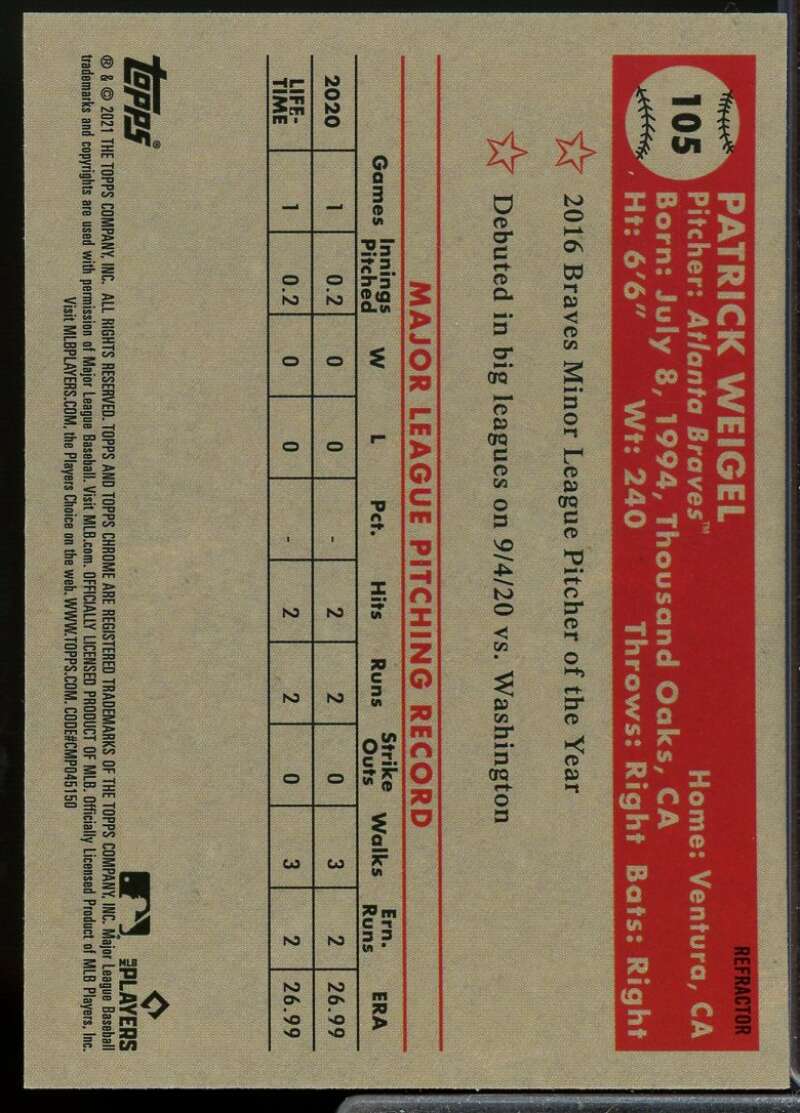 REFRACTOR
105
PATRICK WEIGEL
Pitcher: Atlanta Braves™ Home: Ventura, CA
Born: July 8, 1994, Thousand Oaks, CA
Ht: 6'6" Wt: 240 Throws: Right Bats: Right
2016 Braves Minor League Pitcher of the Year
Debuted in big leagues on 9/4/20 vs. Washington
MAJOR LEAGUE PITCHING RECORD
Games Innings Pitched W L Pct. Hits Runs Strike Outs Walks Ern. Runs ERA
2020 1 0.2 0 0 - 2 2 0 3 2 26.99
LIFE-TIME 1 0.2 0 0 - 2 2 0 3 2 26.99
topps®
MLB PLAYERS
® & © 2021 THE TOPPS COMPANY, INC. ALL RIGHTS RESERVED. TOPPS AND TOPPS CHROME ARE REGISTERED TRADEMARKS OF THE TOPPS COMPANY, INC. Major League Baseball
trademarks and copyrights are used with permission of Major League Baseball. Visit MLB.com. OFFICIALLY LICENSED PRODUCT OF MLB. Officially Licensed Product of MLB Players, Inc.
Visit MLBPLAYERS.COM, the Players Choice on the web. WWW.TOPPS.COM. CODE#CMP045150